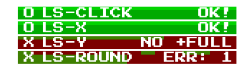 O LS-CLICK OK!
O LS-X OK!
X LS-Y NO +FULL
X LS-ROUND ERR: 1